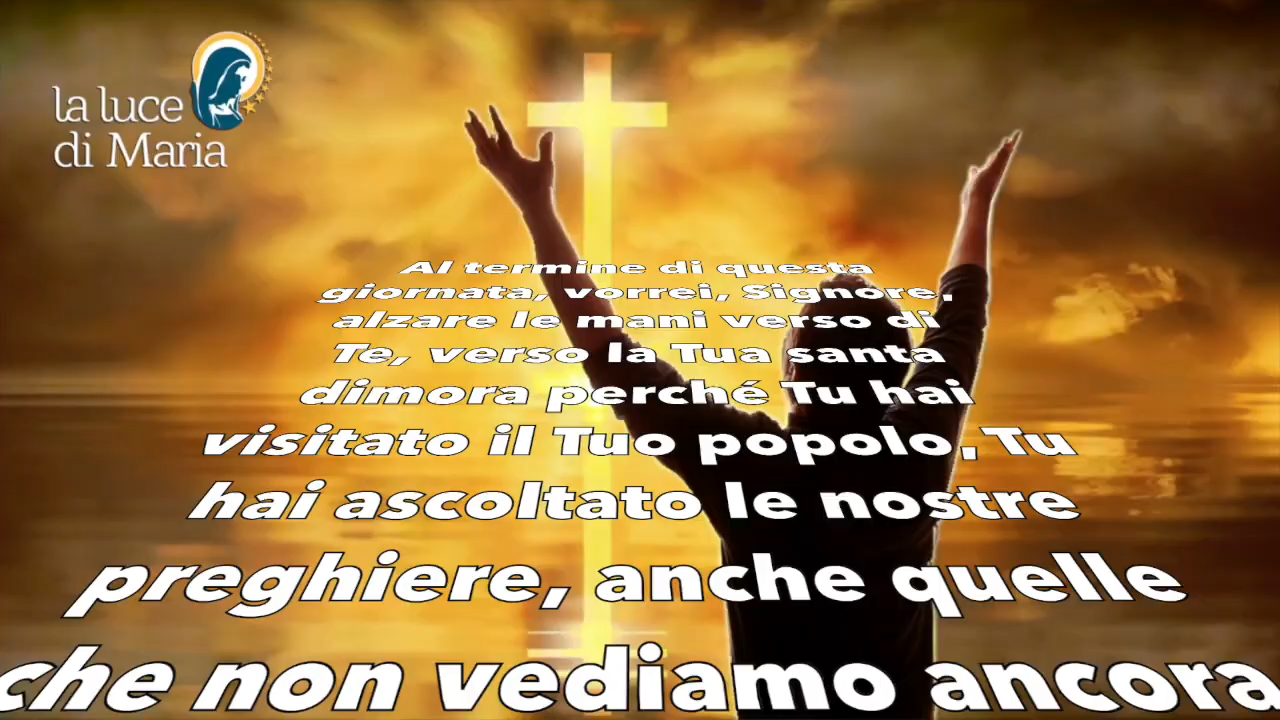 la luce
di Maria
Al termine di questa
giornata, vorrei, Signore,
alzare le mani verso di
Te, verso la Tua santa
dimora perché Tu hai
visitato il Tuo popolo, Tu
hai ascoltato le nostre
preghiere, anche quelle
che non vediamo ancora